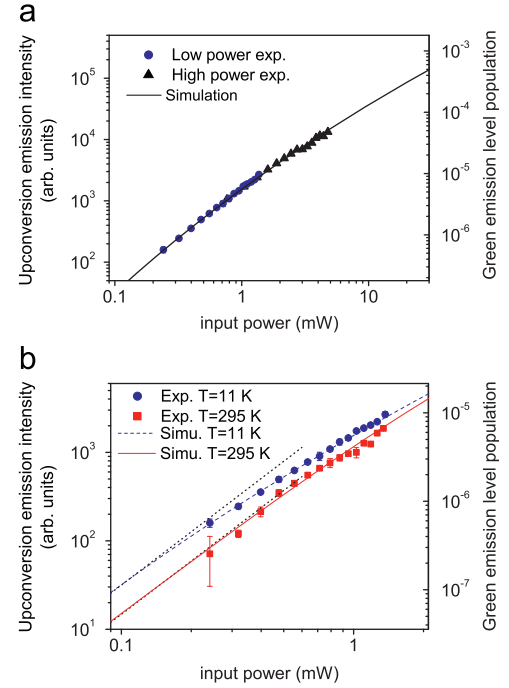 a
Upconversion emission intensity
(arb. units)
10^5
10^4
10^3
10^2
Low power exp.
High power exp.
Simulation
10^-3
10^-4
10^-5
10^-6
Green emission level population
0.1
1
10
input power (mW)
b
Upconversion emission intensity
(arb. units)
10^3
10^2
10^1
Exp. T=11 K
Exp. T=295 K
Simu. T=11 K
Simu. T=295 K
10^-5
10^-6
10^-7
Green emission level population
0.1
1
input power (mW)